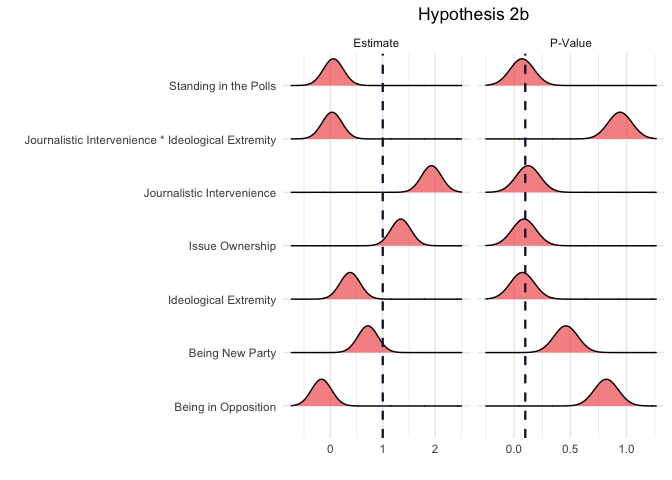 Hypothesis 2b
Estimate P-Value
Standing in the Polls
Journalistic Intervenience * Ideological Extremity
Journalistic Intervenience
Issue Ownership
Ideological Extremity
Being New Party
Being in Opposition
0 1 2 0.0 0.5 1.0